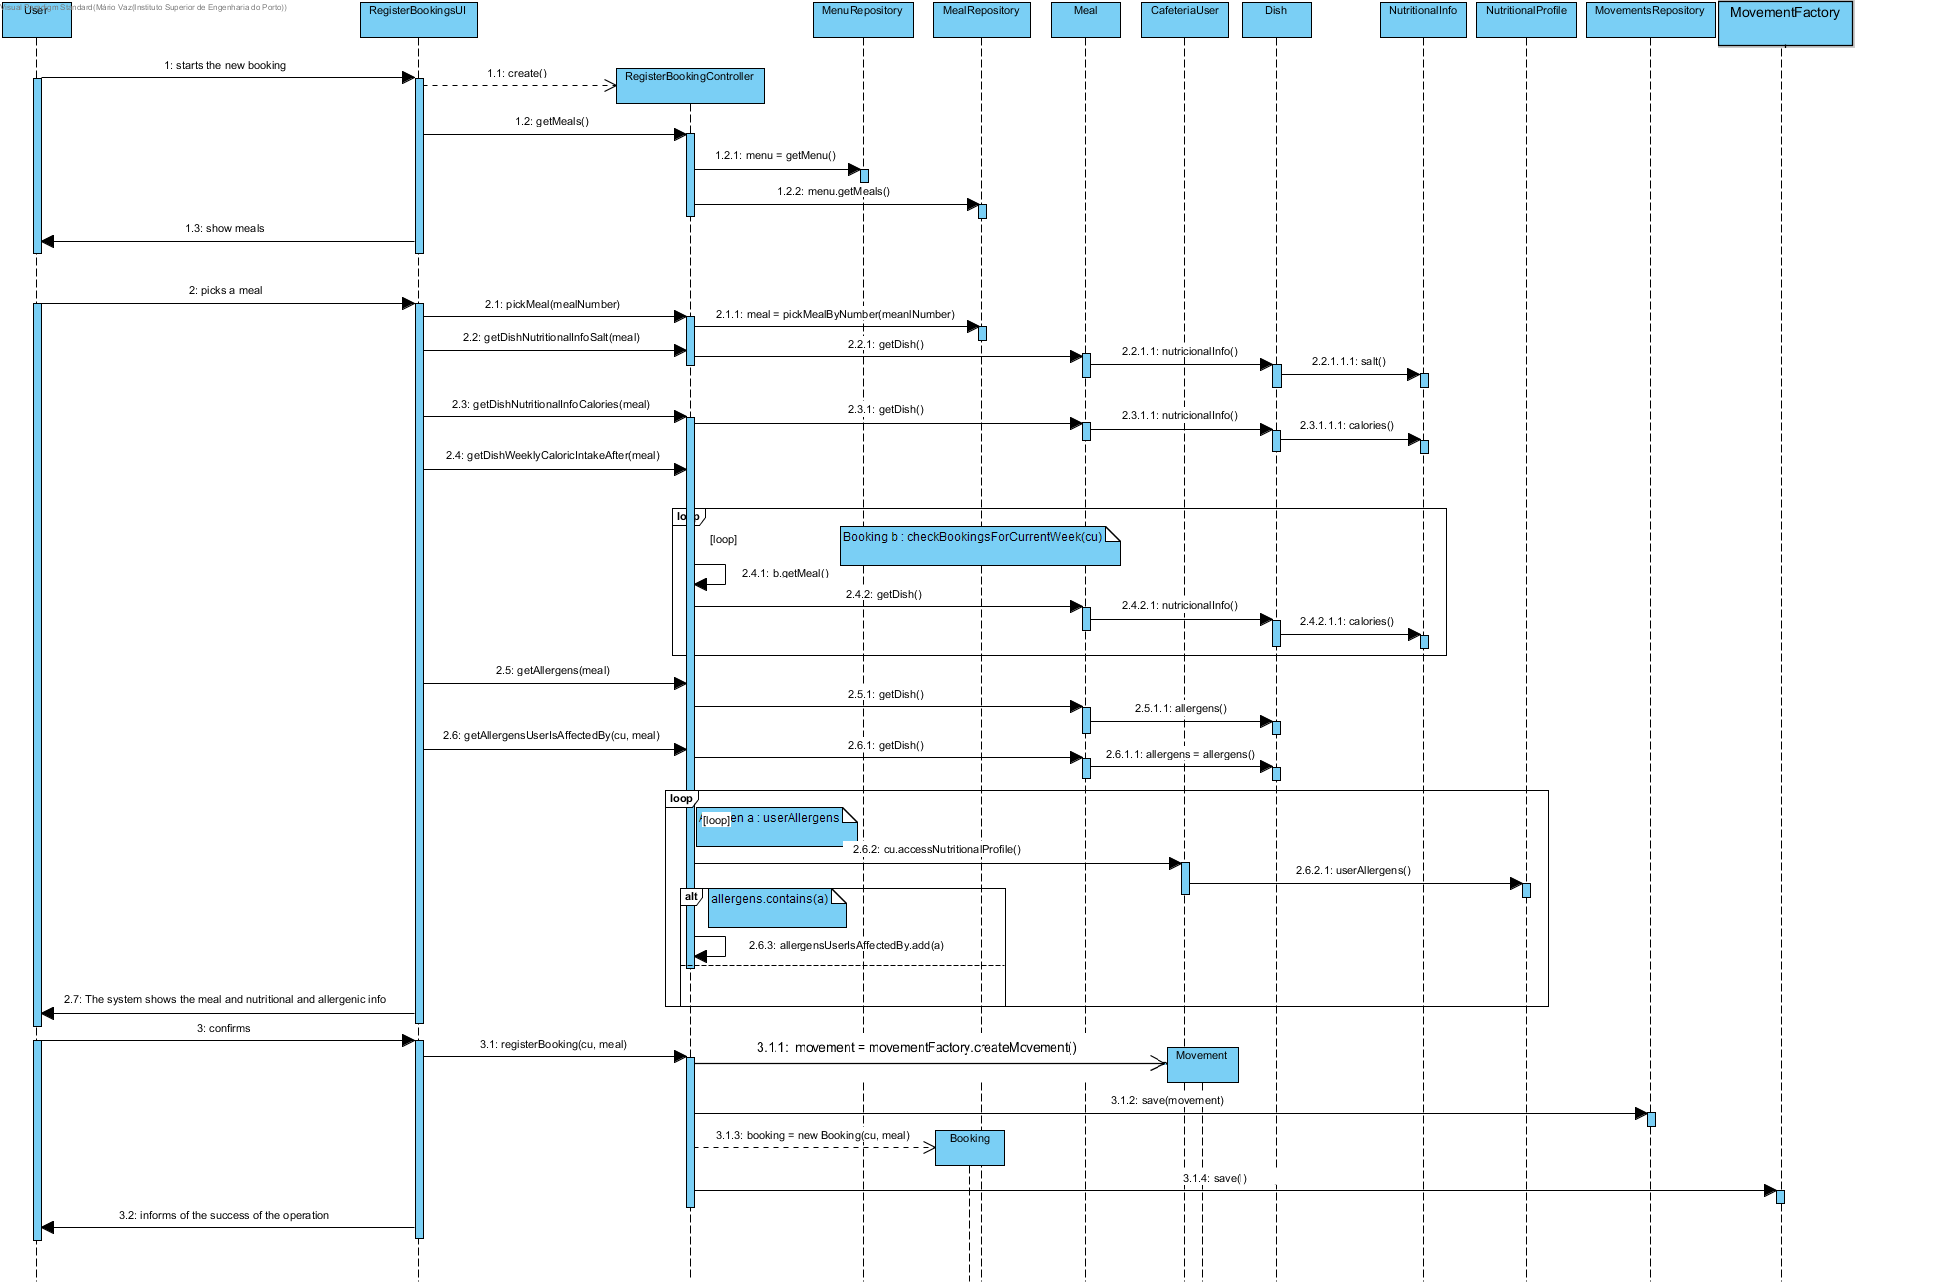 Visual Paradigm Standard(Mário Vaz(Instituto Superior de Engenharia do Porto))
User
RegisterBookingsUI
MenuRepository
MealRepository
Meal
CafeteriaUser
Dish
NutritionalInfo
NutritionalProfile
MovementsRepository
MovementFactory
1: starts the new booking
1.1: create()
RegisterBookingController
1.2: getMeals()
1.2.1: menu = getMenu()
1.2.2: menu.getMeals()
1.3: show meals
2: picks a meal
2.1: pickMeal(mealNumber)
2.1.1: meal = pickMealByNumber(meanlNumber)
2.2: getDishNutritionalInfoSalt(meal)
2.2.1: getDish()
2.2.1.1: nutricionalInfo()
2.2.1.1.1: salt()
2.3: getDishNutritionalInfoCalories(meal)
2.3.1: getDish()
2.3.1.1: nutricionalInfo()
2.3.1.1.1: calories()
2.4: getDishWeeklyCaloricIntakeAfter(meal)
loop
[loop]
Booking b : checkBookingsForCurrentWeek(cu)
2.4.1: b.getMeal()
2.4.2: getDish()
2.4.2.1: nutricionalInfo()
2.4.2.1.1: calories()
2.5: getAllergens(meal)
2.5.1: getDish()
2.5.1.1: allergens()
2.6: getAllergensUserIsAffectedBy(cu, meal)
2.6.1: getDish()
2.6.1.1: allergens = allergens()
loop
[loop]
a : userAllergens
2.6.2: cu.accessNutritionalProfile()
2.6.2.1: userAllergens()
alt
allergens.contains(a)
2.6.3: allergensUserIsAffectedBy.add(a)
2.7: The system shows the meal and nutritional and allergenic info
3: confirms
3.1: registerBooking(cu, meal)
3.1.1: movement = movementFactory.createMovement()
Movement
3.1.2: save(movement)
3.1.3: booking = new Booking(cu, meal)
Booking
3.1.4: save()
3.2: informs of the success of the operation